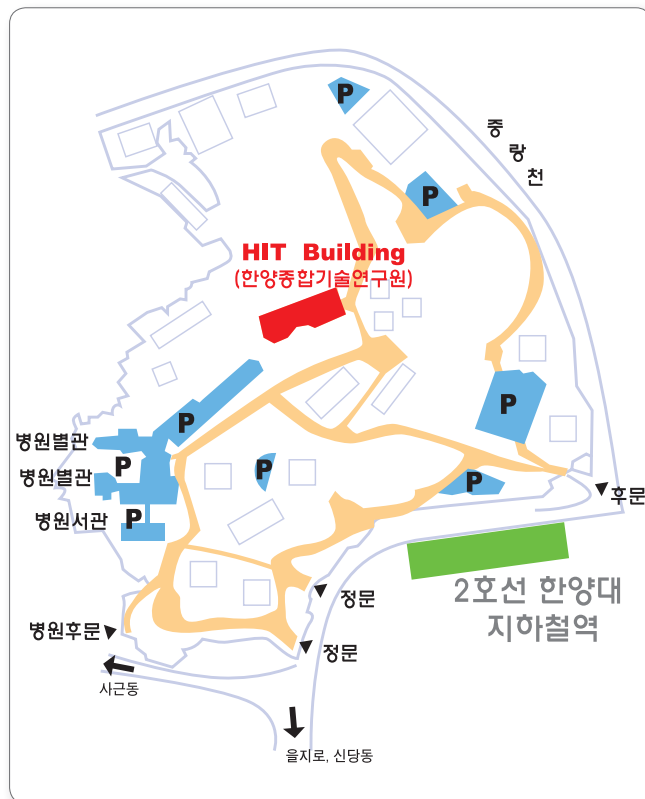 P
중
랑
천
P
HIT Building
(한양종합기술연구원)
P
P
병원별관
P
병원별관
P
P
병원서관
P
후문
2호선 한양대
지하철역
정문
병원후문
정문
사근동
을지로, 신당동